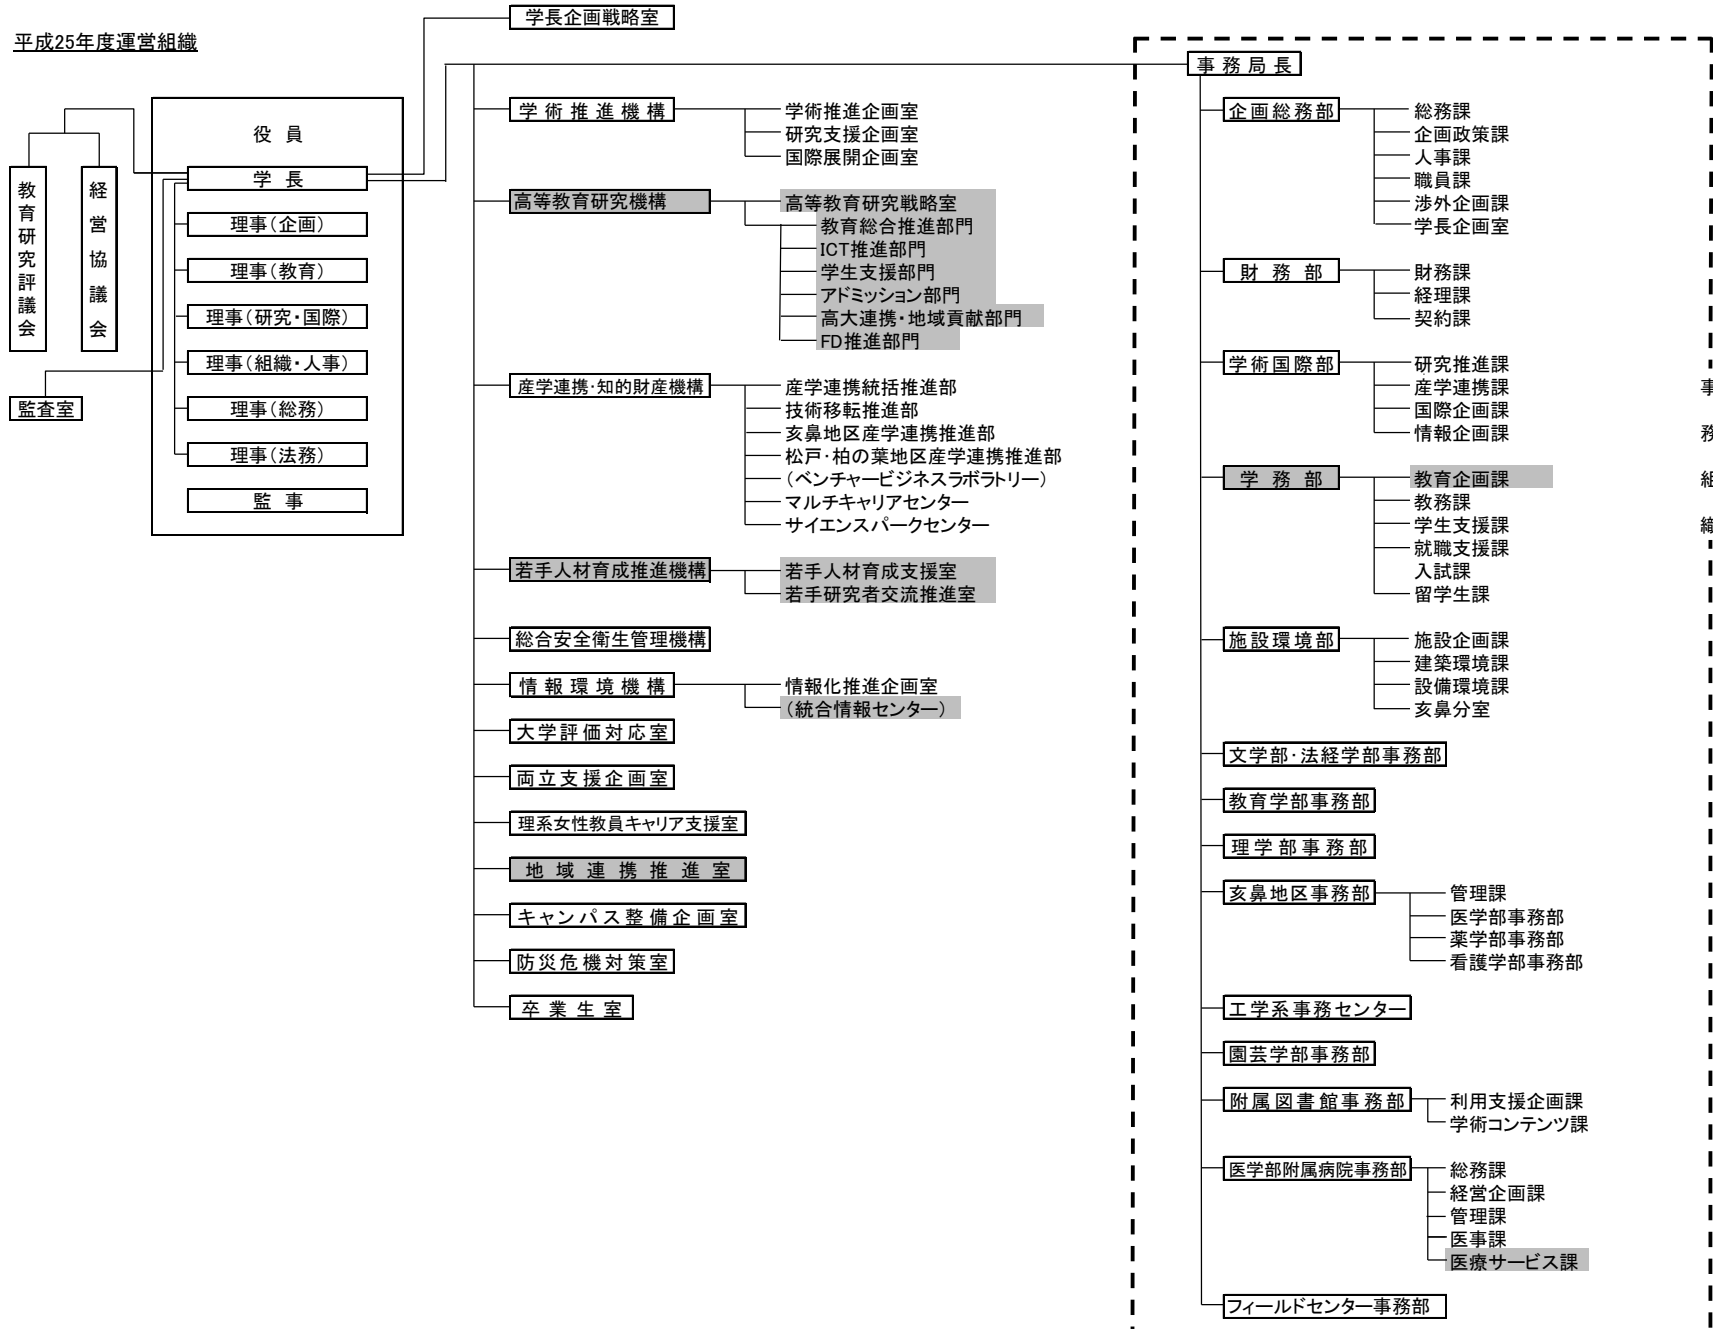 平成25年度運営組織
学長企画戦略室
役員
学長
理事(企画)
理事(教育)
理事(研究・国際)
理事(組織・人事)
理事(総務)
理事(法務)
監事
教育研究評議会
経営協議会
監査室
学術推進機構
学術推進企画室
研究支援企画室
国際展開企画室
高等教育研究機構
高等教育研究戦略室
教育総合推進部門
ICT推進部門
学生支援部門
アドミッション部門
高大連携・地域貢献部門
FD推進部門
産学連携・知的財産機構
産学連携統括推進部
技術移転推進部
亥鼻地区産学連携推進部
松戸・柏の葉地区産学連携推進部
(ベンチャービジネスラボラトリー)
マルチキャリアセンター
サイエンスパークセンター
若手人材育成推進機構
若手人材育成支援室
若手研究者交流推進室
総合安全衛生管理機構
情報環境機構
情報化推進企画室
(統合情報センター)
大学評価対応室
両立支援企画室
理系女性教員キャリア支援室
地域連携推進室
キャンパス整備企画室
防災危機対策室
卒業生室
事務局長
企画総務部
総務課
企画政策課
人事課
職員課
渉外企画課
学長企画室
財務部
財務課
経理課
契約課
学術国際部
研究推進課
産学連携課
国際企画課
情報企画課
学務部
教育企画課
教務課
学生支援課
就職支援課
入試課
留学生課
施設環境部
施設企画課
建築環境課
設備環境課
亥鼻分室
文学部・法経学部事務部
教育学部事務部
理学部事務部
亥鼻地区事務部
管理課
医学部事務部
薬学部事務部
看護学部事務部
工学系事務センター
園芸学部事務部
附属図書館事務部
利用支援企画課
学術コンテンツ課
医学部附属病院事務部
総務課
経営企画課
管理課
医事課
医療サービス課
フィールドセンター事務部
事務組織